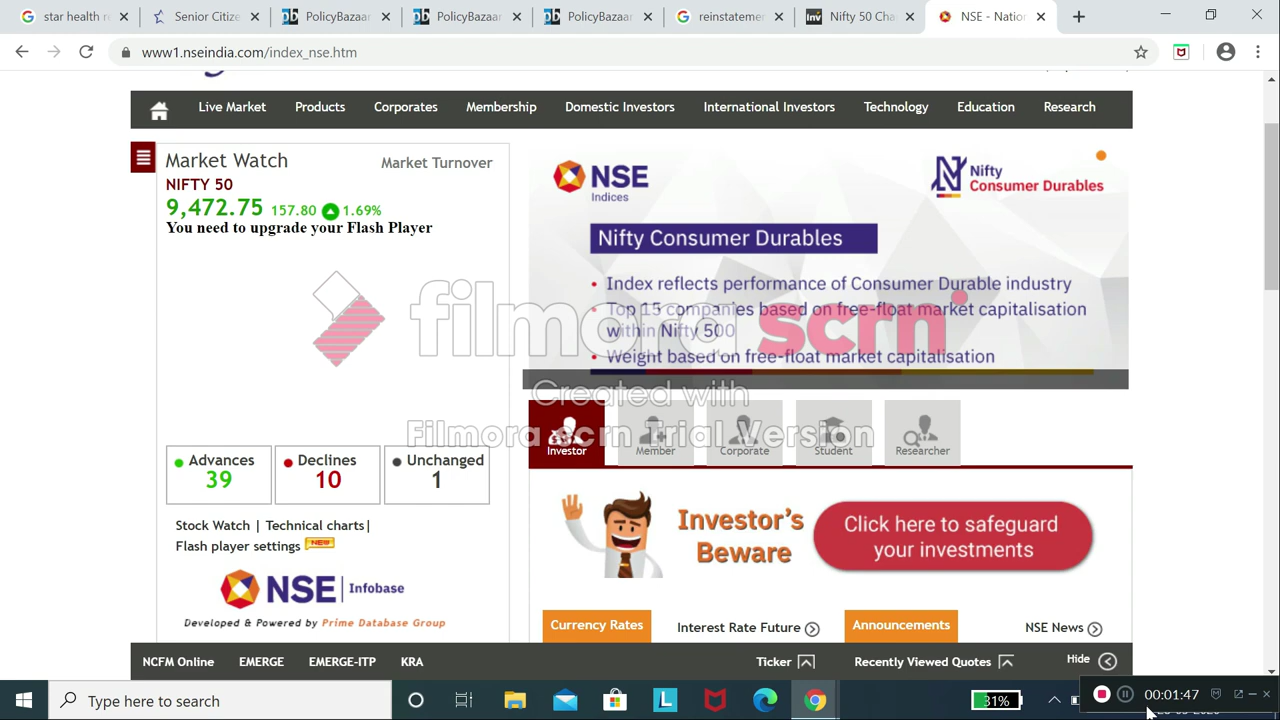 star health re
Senior Citize
PolicyBazaar
PolicyBazaar
PolicyBazaar
reinstatemen
Nifty 50 Cha
NSE - Nation
www1.nseindia.com/index_nse.htm
Live Market
Products
Corporates
Membership
Domestic Investors
International Investors
Technology
Education
Research
Market Watch
Market Turnover
NIFTY 50
9,472.75 157.80 1.69%
You need to upgrade your Flash Player
NSE
Indices
Nifty
Consumer Durables
Nifty Consumer Durables
• Index reflects performance of Consumer Durable industry
• Top 15 companies based on free-float market capitalisation
within Nifty 500
• Weight based on free-float market capitalisation
filmora scrn
Created with
Filmora scrn Trial Version
Investor
Member
Corporate
Student
Researcher
Advances
39
Declines
10
Unchanged
1
Stock Watch | Technical charts|
Flash player settings NEW
NSE Infobase
Developed & Powered by Prime Database Group
Investor's
Beware
Click here to safeguard
your investments
Currency Rates
Interest Rate Future
Announcements
NSE News
NCFM Online
EMERGE
EMERGE-ITP
KRA
Ticker
Recently Viewed Quotes
Hide
Type here to search
L
31%
00:01:47